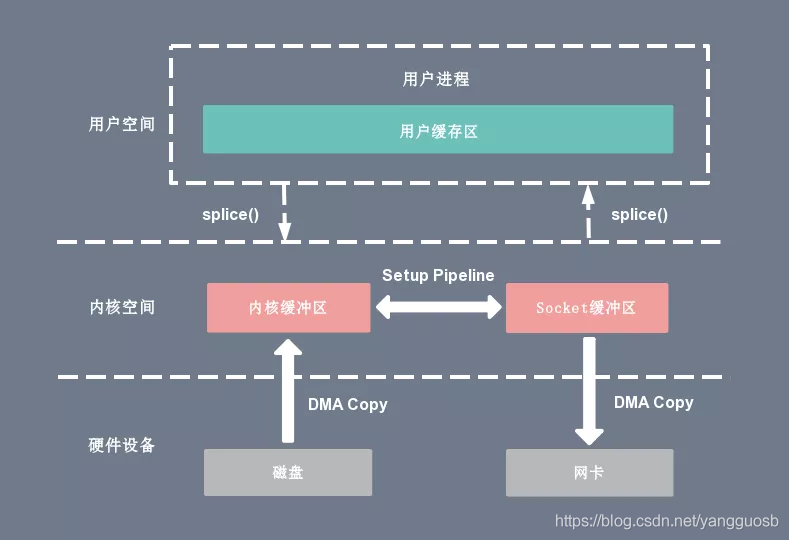 用户进程
用户空间
用户缓存区
splice()
splice()
Setup Pipeline
内核空间
内核缓冲区
Socket缓冲区
DMA Copy
DMA Copy
硬件设备
磁盘
网卡
https://blog.csdn.net/yangguosb